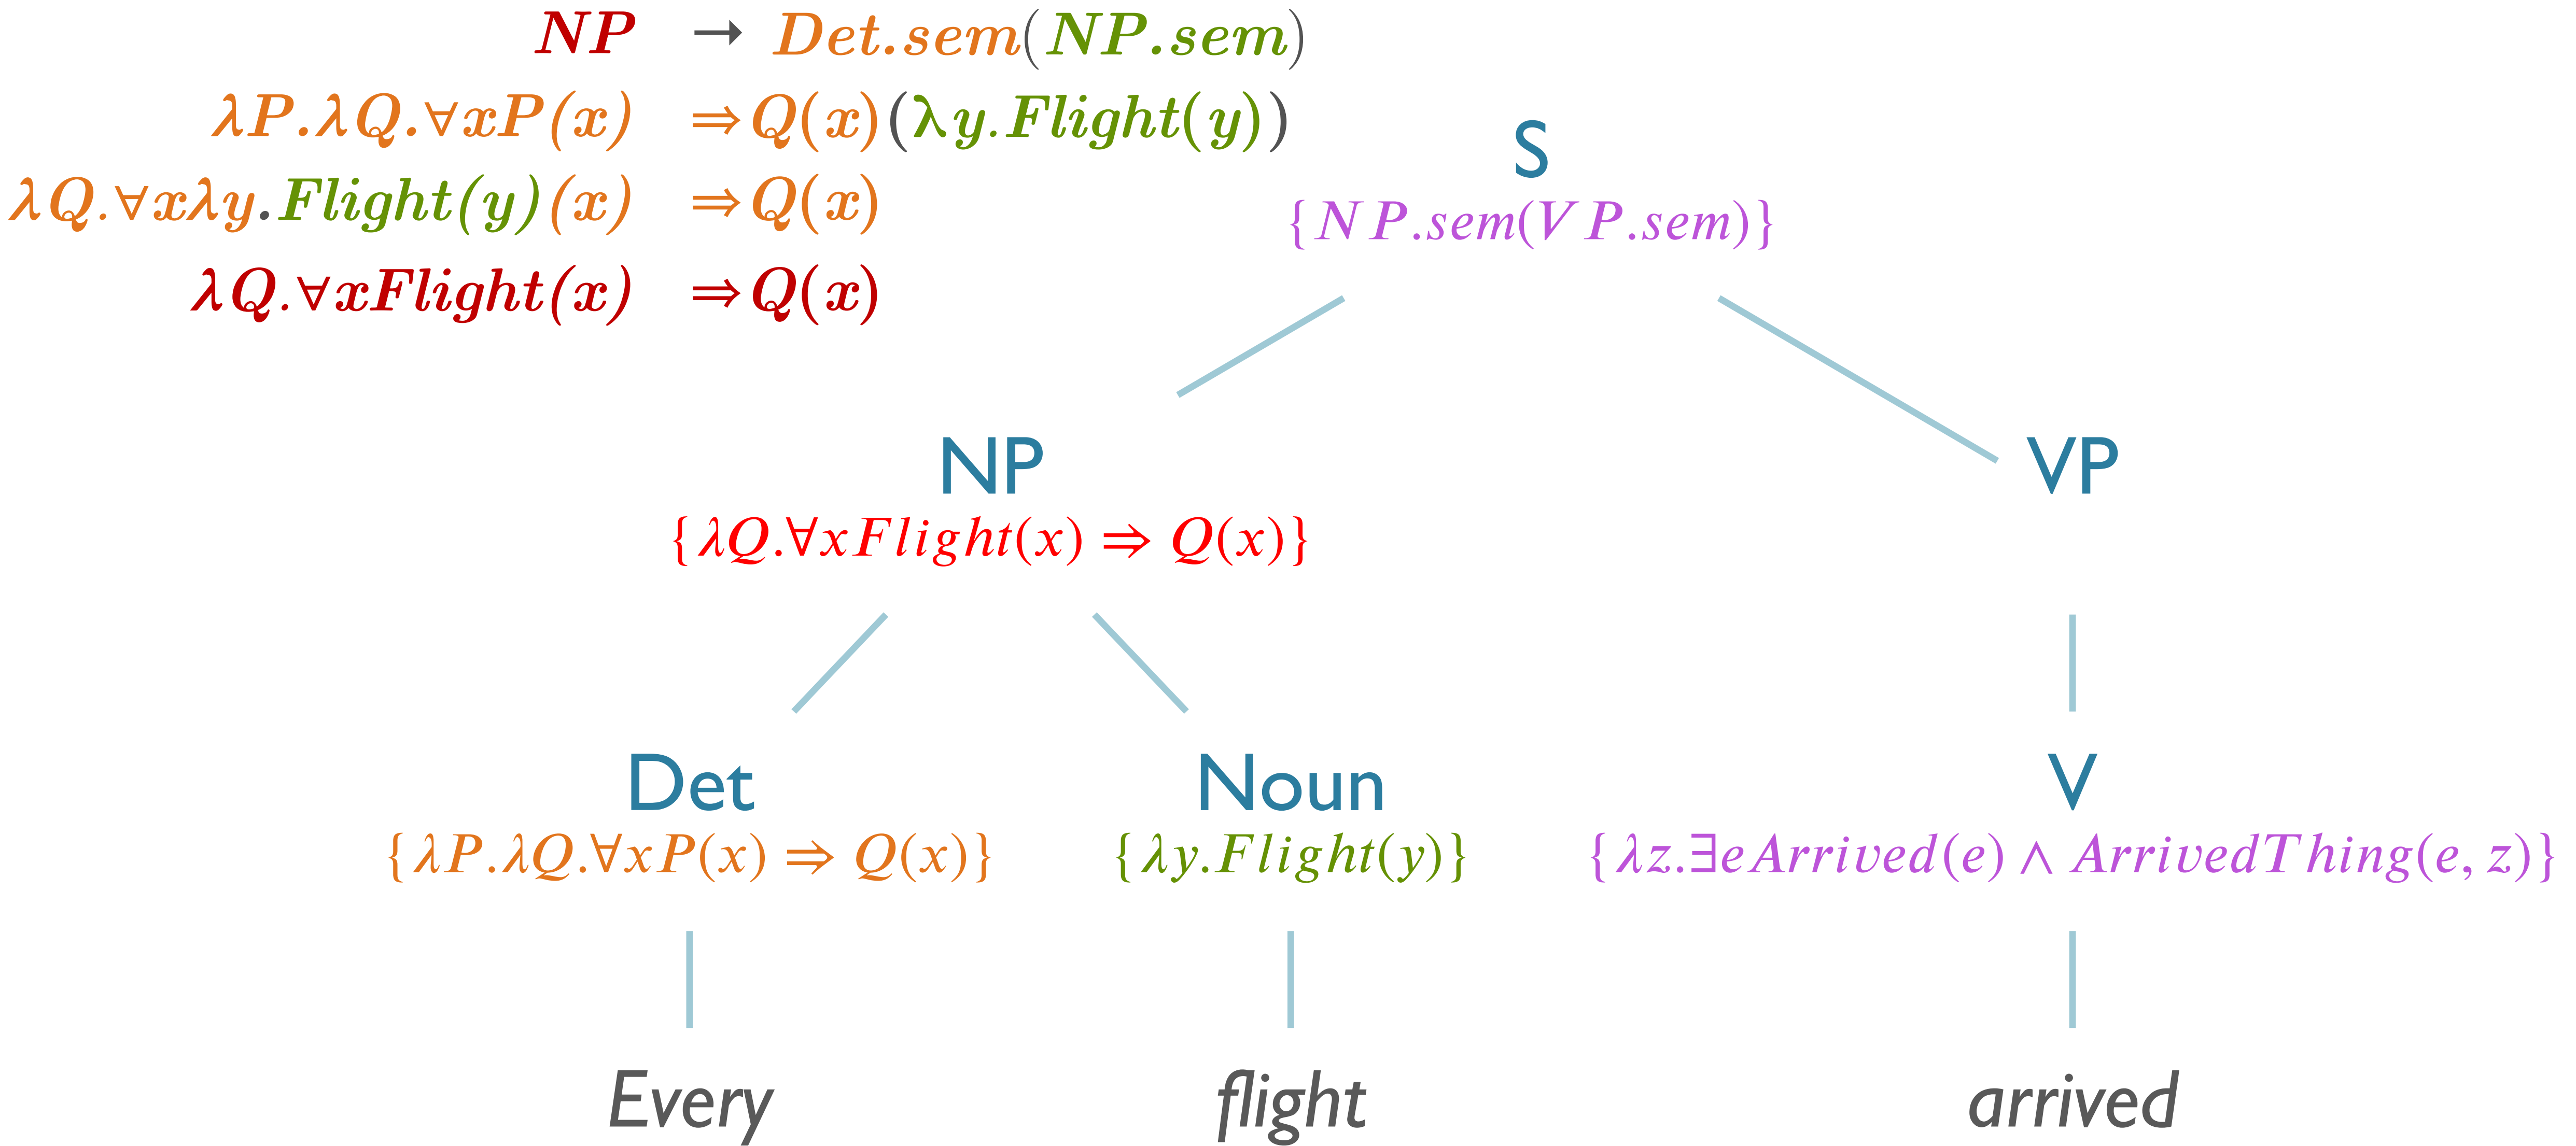 NP → Det.sem(NP.sem)
λP.λQ.∀xP(x) ⇒ Q(x)(λy.Flight(y))
λQ.∀xλy.Flight(y)(x) ⇒ Q(x)
λQ.∀xFlight(x) ⇒ Q(x)
S
{NP.sem(VP.sem)}
NP VP
{λQ.∀xFlight(x) ⇒ Q(x)}
Det Noun V
{λP.λQ.∀xP(x) ⇒ Q(x)} {λy.Flight(y)} {λz.∃eArrived(e) ∧ ArrivedThing(e, z)}
Every flight arrived